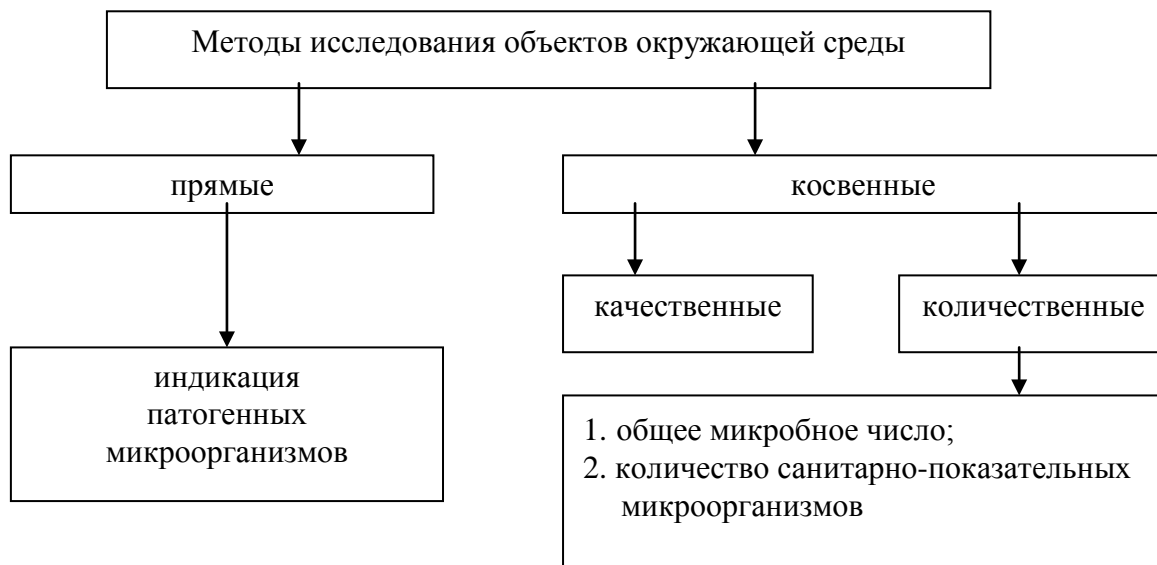 Методы исследования объектов окружающей среды
прямые
косвенные
качественные
количественные
индикация
патогенных
микроорганизмов
1. общее микробное число;
2. количество санитарно-показательных
микроорганизмов